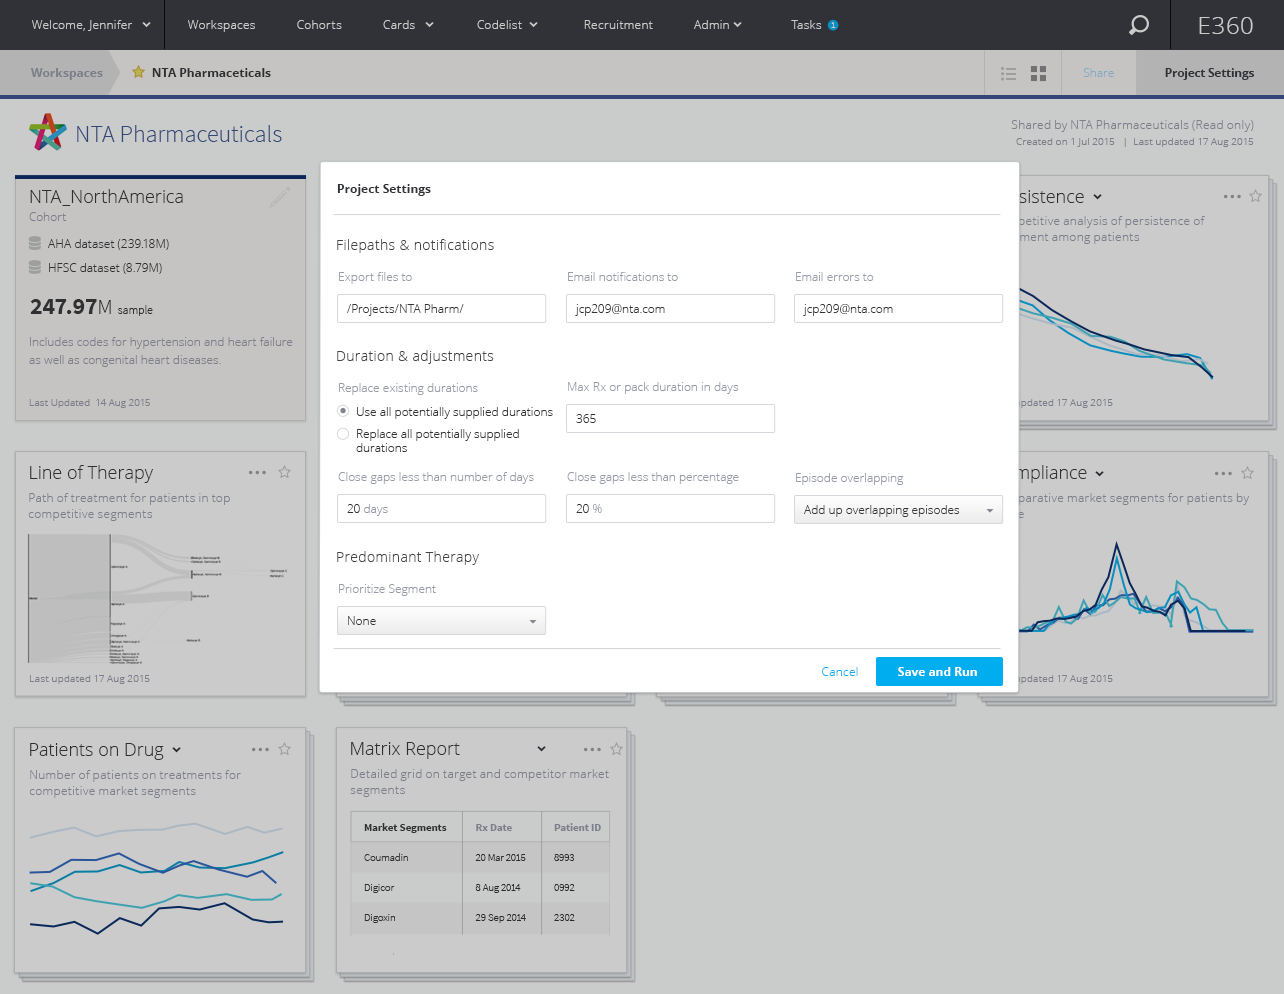 Welcome, Jennifer
Workspaces
Cohorts
Cards
Codelist
Recruitment
Admin
Tasks 1
E360
Workspaces
NTA Pharmaceticals
Share
Project Settings
NTA Pharmaceuticals
Shared by NTA Pharmaceuticals (Read only)
Created on 1 Jul 2015 | Last updated 17 Aug 2015
NTA_NorthAmerica
Cohort
AHA dataset (239.18M)
HFSC dataset (8.79M)
247.97M sample
Includes codes for hypertension and heart failure
as well as congenital heart diseases.
Last Updated 14 Aug 2015
Project Settings
Filepaths & notifications
Export files to
Email notifications to
Email errors to
/Projects/NTA Pharm/
jcp209@nta.com
jcp209@nta.com
Duration & adjustments
Replace existing durations
Max Rx or pack duration in days
Use all potentially supplied durations
365
Replace all potentially supplied
durations
Close gaps less than number of days
Close gaps less than percentage
Episode overlapping
20 days
20 %
Add up overlapping episodes
Predominant Therapy
Prioritize Segment
None
Cancel
Save and Run
sistence
petitive analysis of persistence of
ment among patients
pdated 17 Aug 2015
Line of Therapy
Path of treatment for patients in top
competitive segments
Last updated 17 Aug 2015
mpliance
parative market segments for patients by
e
pdated 17 Aug 2015
Patients on Drug
Number of patients on treatments for
competitive market segments
Matrix Report
Detailed grid on target and competitor market
segments
Market Segments Rx Date Patient ID
Coumadin 20 Mar 2015 8993
Digicor 8 Aug 2014 0992
Digoxin 29 Sep 2014 2302